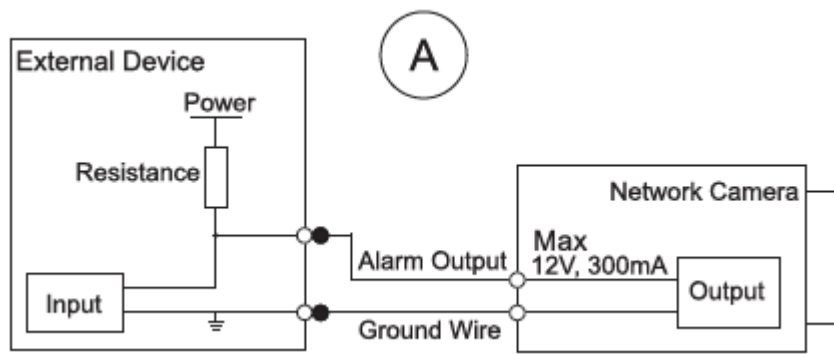 A
External Device
Power
Resistance
Input
Alarm Output
Ground Wire
Network Camera
Max
12V, 300mA
Output